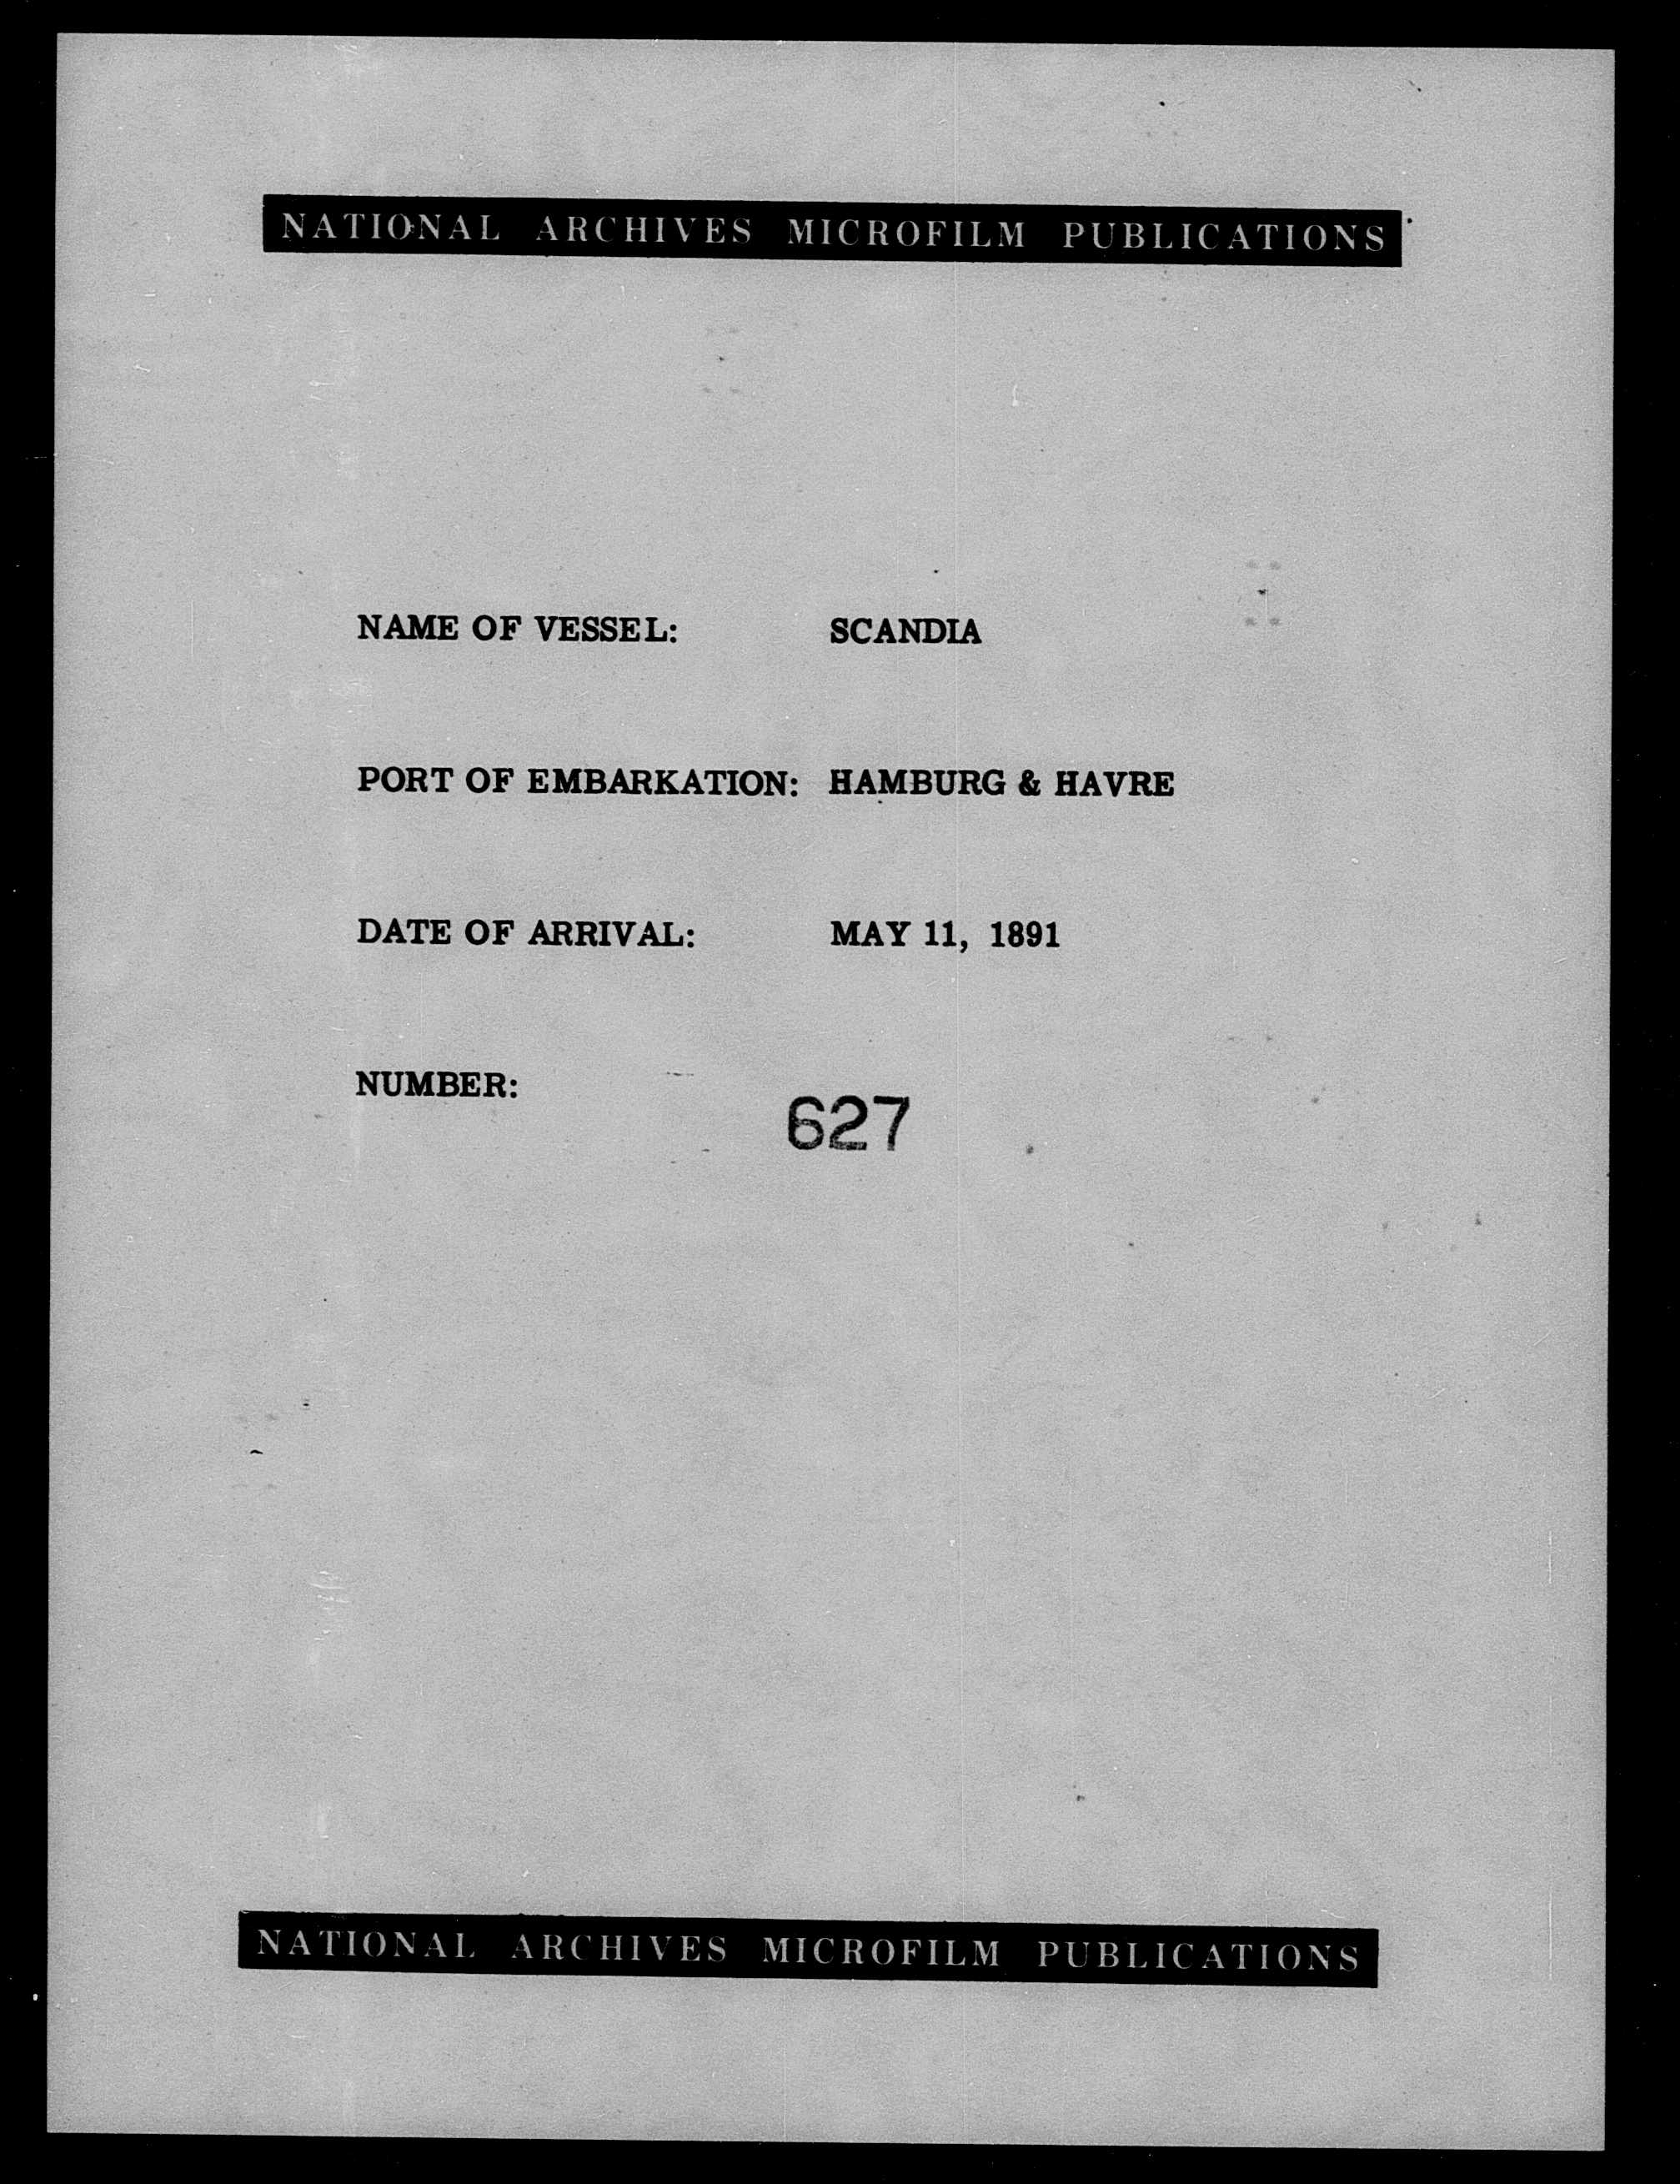 NATIONAL ARCHIVES MICROFILM PUBLICATIONS
NAME OF VESSEL: SCANDIA
PORT OF EMBARKATION: HAMBURG & HAVRE
DATE OF ARRIVAL: MAY 11, 1891
NUMBER: 627
NATIONAL ARCHIVES MICROFILM PUBLICATIONS